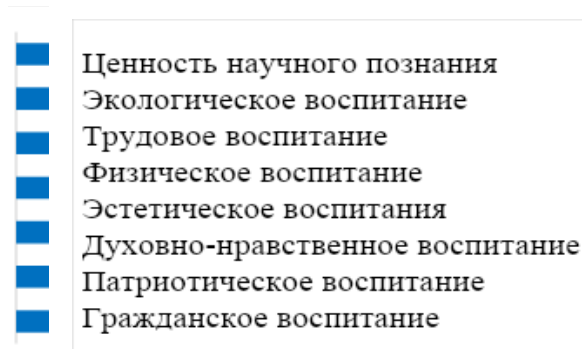 Ценность научного познания
Экологическое воспитание
Трудовое воспитание
Физическое воспитание
Эстетическое воспитания
Духовно-нравственное воспитание
Патриотическое воспитание
Гражданское воспитание